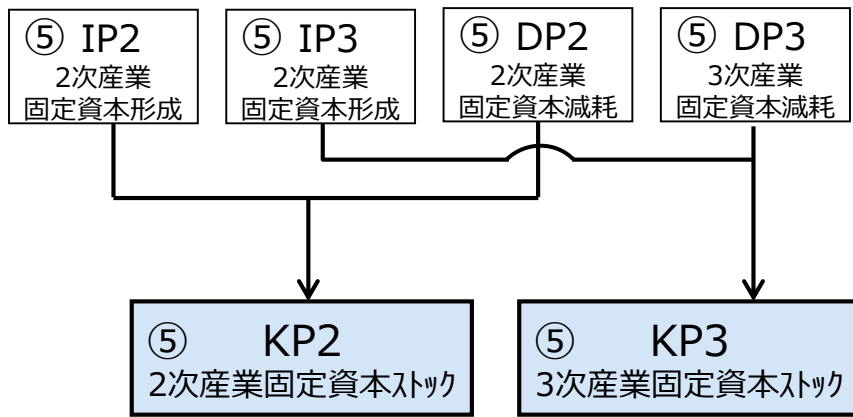 ⑤ IP2
2次産業
固定資本形成
⑤ IP3
2次産業
固定資本形成
⑤ DP2
2次産業
固定資本減耗
⑤ DP3
3次産業
固定資本減耗
⑤ KP2
2次産業固定資本ｽﾄｯｸ
⑤ KP3
3次産業固定資本ｽﾄｯｸ